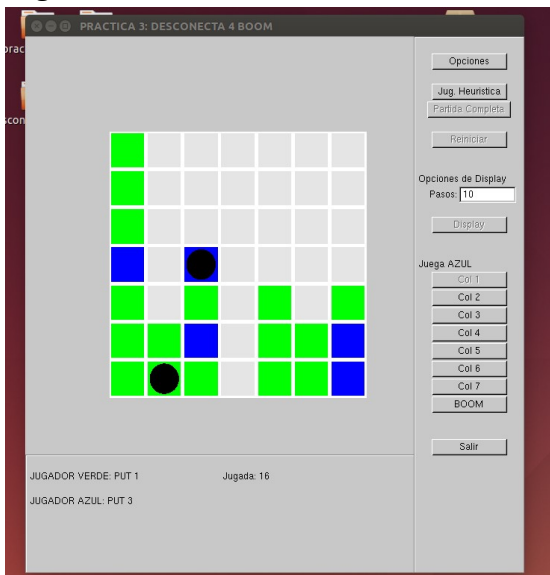 PRACTICA 3: DESCONECTA 4 BOOM
prac
scon
Opciones
Jug. Heuristica
Partida Completa
Reiniciar
Opciones de Display
Pasos: 10
Display
Juega AZUL
Col 1
Col 2
Col 3
Col 4
Col 5
Col 6
Col 7
BOOM
Salir
JUGADOR VERDE: PUT 1 Jugada: 16
JUGADOR AZUL: PUT 3